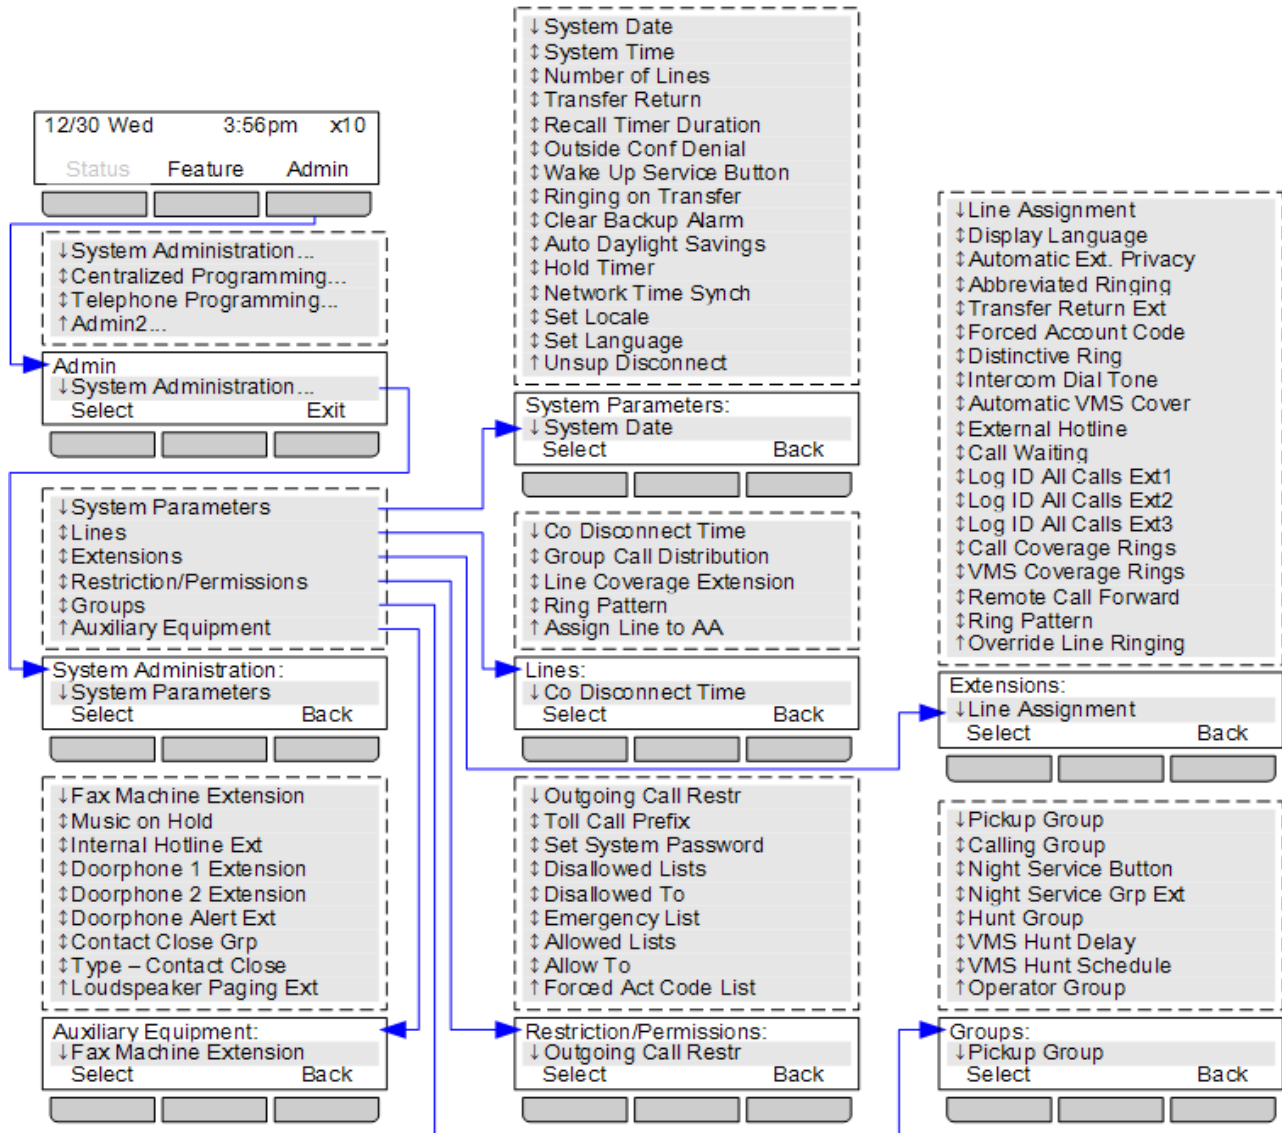 12/30 Wed 3:56pm x10
Status Feature Admin
↓System Administration...
↕Centralized Programming...
↕Telephone Programming...
↑Admin2...
Admin
↓System Administration...
Select Exit
↓System Parameters
↕Lines
↕Extensions
↕Restriction/Permissions
↕Groups
↑Auxiliary Equipment
System Administration:
↓System Parameters
Select Back
↓Fax Machine Extension
↕Music on Hold
↕Internal Hotline Ext
↕Doorphone 1 Extension
↕Doorphone 2 Extension
↕Doorphone Alert Ext
↕Contact Close Grp
↕Type – Contact Close
↑Loudspeaker Paging Ext
Auxiliary Equipment:
↓Fax Machine Extension
Select Back
↓System Date
↕System Time
↕Number of Lines
↕Transfer Return
↕Recall Timer Duration
↕Outside Conf Denial
↕Wake Up Service Button
↕Ringing on Transfer
↕Clear Backup Alarm
↕Auto Daylight Savings
↕Hold Timer
↕Network Time Synch
↕Set Locale
↕Set Language
↑Unsup Disconnect
System Parameters:
↓System Date
Select Back
↓Co Disconnect Time
↕Group Call Distribution
↕Line Coverage Extension
↕Ring Pattern
↑Assign Line to AA
Lines:
↓Co Disconnect Time
Select Back
↓Outgoing Call Restr
↕Toll Call Prefix
↕Set System Password
↕Disallowed Lists
↕Disallowed To
↕Emergency List
↕Allowed Lists
↕Allow To
↑Forced Act Code List
Restriction/Permissions:
↓Outgoing Call Restr
Select Back
↓Line Assignment
↕Display Language
↕Automatic Ext. Privacy
↕Abbreviated Ringing
↕Transfer Return Ext
↕Forced Account Code
↕Distinctive Ring
↕Intercom Dial Tone
↕Automatic VMS Cover
↕External Hotline
↕Call Waiting
↕Log ID All Calls Ext1
↕Log ID All Calls Ext2
↕Log ID All Calls Ext3
↕Call Coverage Rings
↕VMS Coverage Rings
↕Remote Call Forward
↕Ring Pattern
↑Override Line Ringing
Extensions:
↓Line Assignment
Select Back
↓Pickup Group
↕Calling Group
↕Night Service Button
↕Night Service Grp Ext
↕Hunt Group
↕VMS Hunt Delay
↕VMS Hunt Schedule
↑Operator Group
Groups:
↓Pickup Group
Select Back